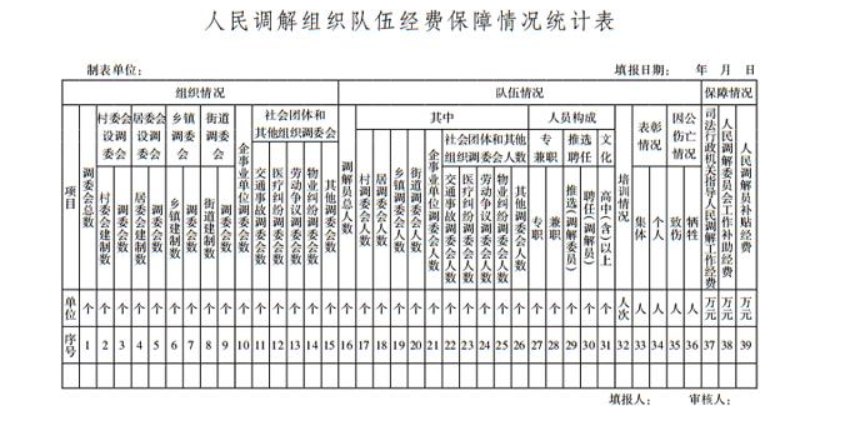 人民调解组织队伍经费保障情况统计表
制表单位：
填报日期： 年 月 日
组织情况
队伍情况
保障情况
项目
调委会总数
村委会设调委会
村委会建制数
调委会数
居委会设调委会
居委会建制数
调委会数
乡镇调委会
乡镇建制数
调委会数
街道调委会
街道建制数
调委会数
企事业单位调委会数
社会团体和
其他组织调委会
交通事故调委会数
医疗纠纷调委会数
劳动争议调委会数
物业纠纷调委会数
其他调委会数
调解员总人数
其中
村调委会人数
居调委会人数
乡镇调委会人数
街道调委会人数
企事业单位调委会人数
社会团体和其他
组织调委会人数
交通事故调委会人数
医疗纠纷调委会人数
劳动争议调委会人数
物业纠纷调委会人数
其他调委会人数
人员构成
专兼职
专职
兼职
推选聘任
推选(调解委员)
聘任(调解员)
文化
高中(含)以上
培训情况
表彰情况
集体
个人
因公伤亡情况
致伤
牺牲
司法行政机关指导人民调解工作经费
人民调解委员会工作补助经费
人民调解员补贴经费
单位 个 个 个 个 个 个 个 个 个 个 个 个 个 个 个 个 个 个 个 个 个 个 个 个 个 个 个 个 个 个 个 人次 人 人 人 人 万元 万元 万元
序号 1 2 3 4 5 6 7 8 9 10 11 12 13 14 15 16 17 18 19 20 21 22 23 24 25 26 27 28 29 30 31 32 33 34 35 36 37 38 39
填报人： 审核人：